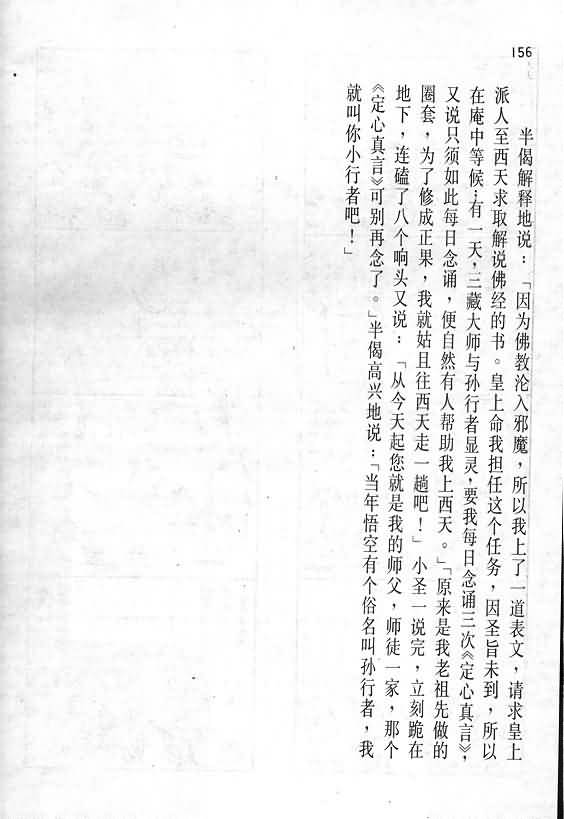 156
半偈解释地说：「因为佛教沦入邪魔，所以我上了一道表文，请求皇上
派人至西天求取解说佛经的书。皇上命我担任这个任务，因圣旨未到，所以
在庵中等候；有一天，三藏大师与孙行者显灵，要我每日念诵三次《定心真言》，
又说只须如此每日念诵，便自然有人帮助我上西天。」「原来是我老祖先做的
圈套，为了修成正果，我就姑且往西天走一趟吧！」小圣一说完，立刻跪在
地下，连磕了八个响头又说：「从今天起您就是我的师父，师徒一家，那个
《定心真言》可别再念了。」半偈高兴地说：「当年悟空有个俗名叫孙行者，我
就叫你小行者吧！」